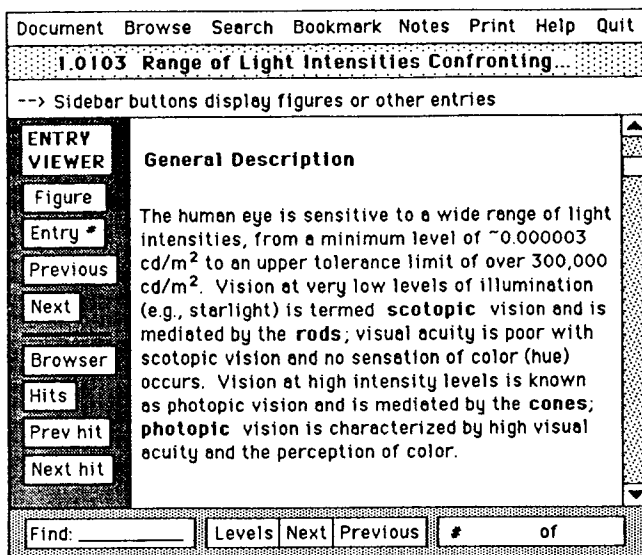 Document Browse Search Bookmark Notes Print Help Quit
1.0103 Range of Light Intensities Confronting...
--> Sidebar buttons display figures or other entries
ENTRY
VIEWER
Figure
Entry #
Previous
Next
Browser
Hits
Prev hit
Next hit
General Description
The human eye is sensitive to a wide range of light
intensities, from a minimum level of ~0.000003
cd/m² to an upper tolerance limit of over 300,000
cd/m². Vision at very low levels of illumination
(e.g., starlight) is termed scotopic vision and is
mediated by the rods; visual acuity is poor with
scotopic vision and no sensation of color (hue)
occurs. Vision at high intensity levels is known
as photopic vision and is mediated by the cones;
photopic vision is characterized by high visual
acuity and the perception of color.
Find: Levels Next Previous # of